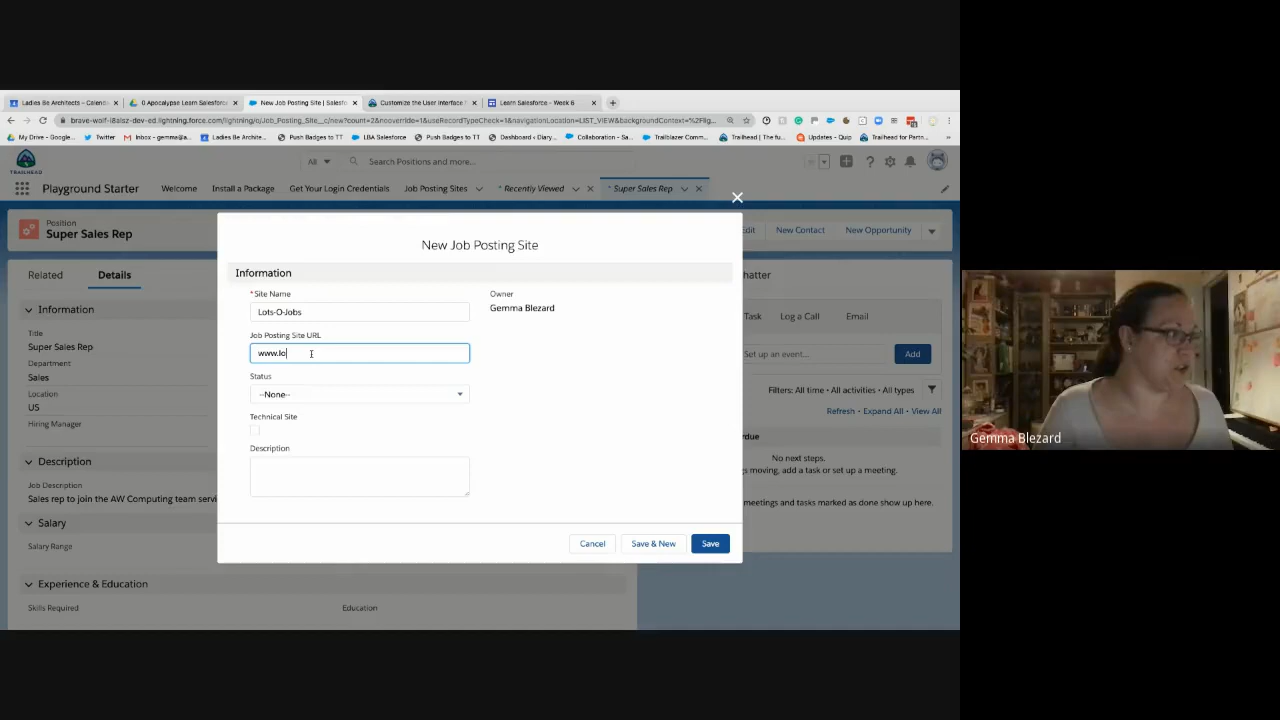 Ladies Be Architects - Calend
0 Apocalypse Learn Salesforc
New Job Posting Site | Salesfo
Customize the User Interface f
Learn Salesforce - Week 6
brave-wolf-i8alsz-dev-ed.lightning.force.com/lightning/o/Job_Posting_Site__c/new?count=2&nooverride=1&useRecordTypeCheck=1&navigationLocation=LIST_VIEW&backgroundContext=%2Flig...
My Drive - Google...
Twitter
Inbox - gemma@a...
Ladies Be Archite...
Push Badges to TT
LBA Salesforce
Push Badges to TT
Dashboard ‹ Diary...
Collaboration - Sa...
Trailblazer Comm...
Trailhead | The fu...
Updates - Quip
Trailhead for Partn...
TRAILHEAD
All
Search Positions and more...
Playground Starter
Welcome
Install a Package
Get Your Login Credentials
Job Posting Sites
* Recently Viewed
* Super Sales Rep
Position
Super Sales Rep
Edit
New Contact
New Opportunity
Related
Details
Information
Title
Super Sales Rep
Department
Sales
Location
US
Hiring Manager
Description
Job Description
Sales rep to join the AW Computing team servi
Salary
Salary Range
Experience & Education
Skills Required
Education
New Job Posting Site
Information
*Site Name
Lots-O-Jobs
Owner
Gemma Blezard
Job Posting Site URL
www.lo
Status
--None--
Technical Site
Description
Cancel
Save & New
Save
hatter
Task
Log a Call
Email
Set up an event...
Add
Filters: All time • All activities • All types
Refresh • Expand All • View All
rdue
No next steps.
gs moving, add a task or set up a meeting.
meetings and tasks marked as done show up here.
Gemma Blezard